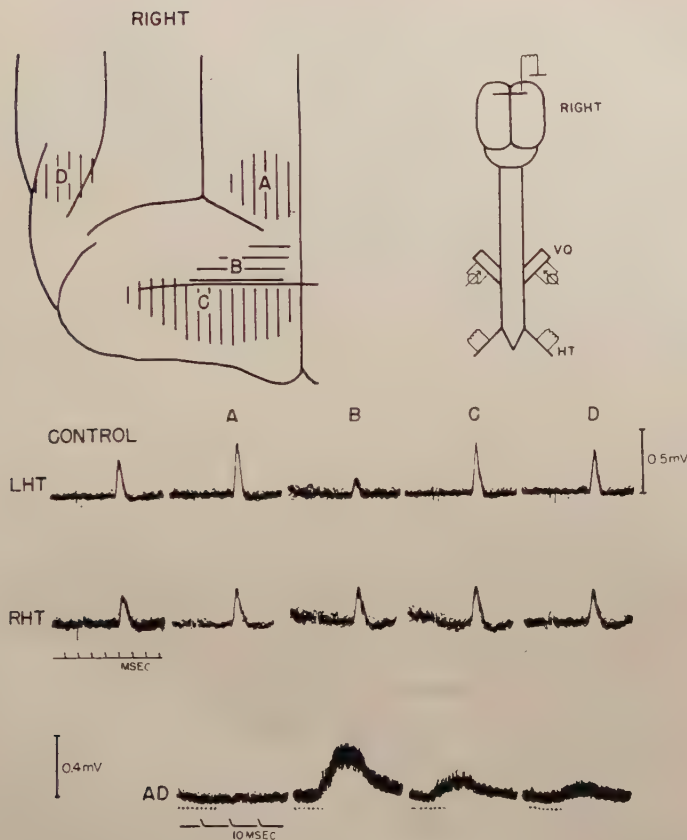 RIGHT
D
A
B
C
RIGHT
VQ
HT
CONTROL
A
B
C
D
LHT
0.5mV
RHT
MSEC
0.4mV
AD
10 MSEC